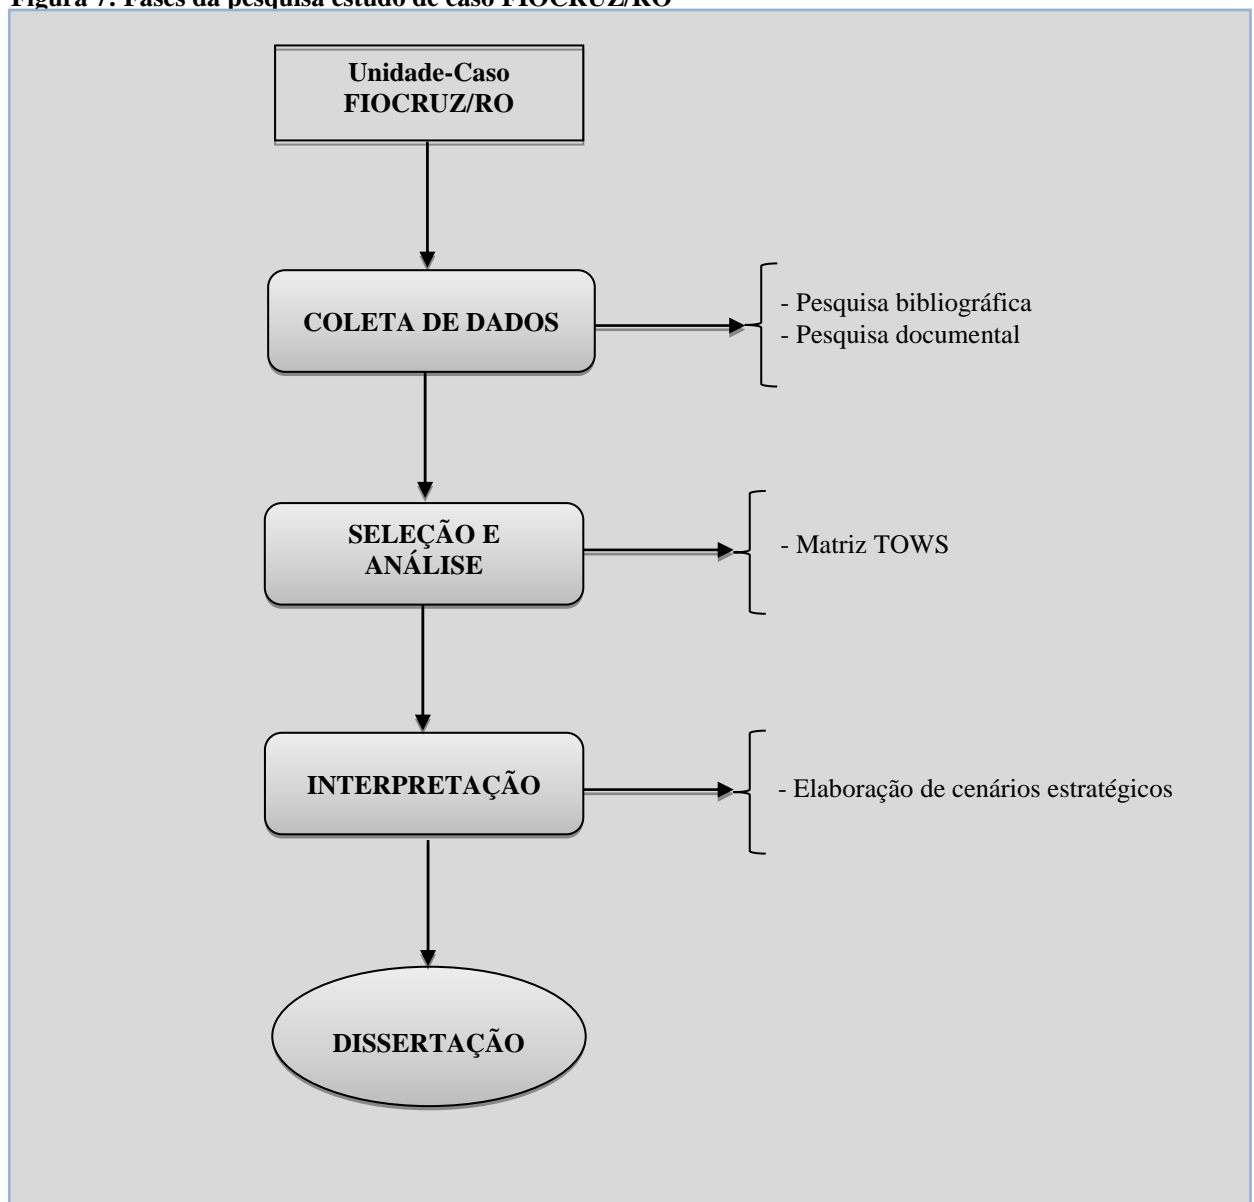 Figura 7: Fases da pesquisa estudo de caso FIOCRUZ/RO
Unidade-Caso
FIOCRUZ/RO
COLETA DE DADOS
- Pesquisa bibliográfica
- Pesquisa documental
SELEÇÃO E
ANÁLISE
- Matriz TOWS
INTERPRETAÇÃO
- Elaboração de cenários estratégicos
DISSERTAÇÃO